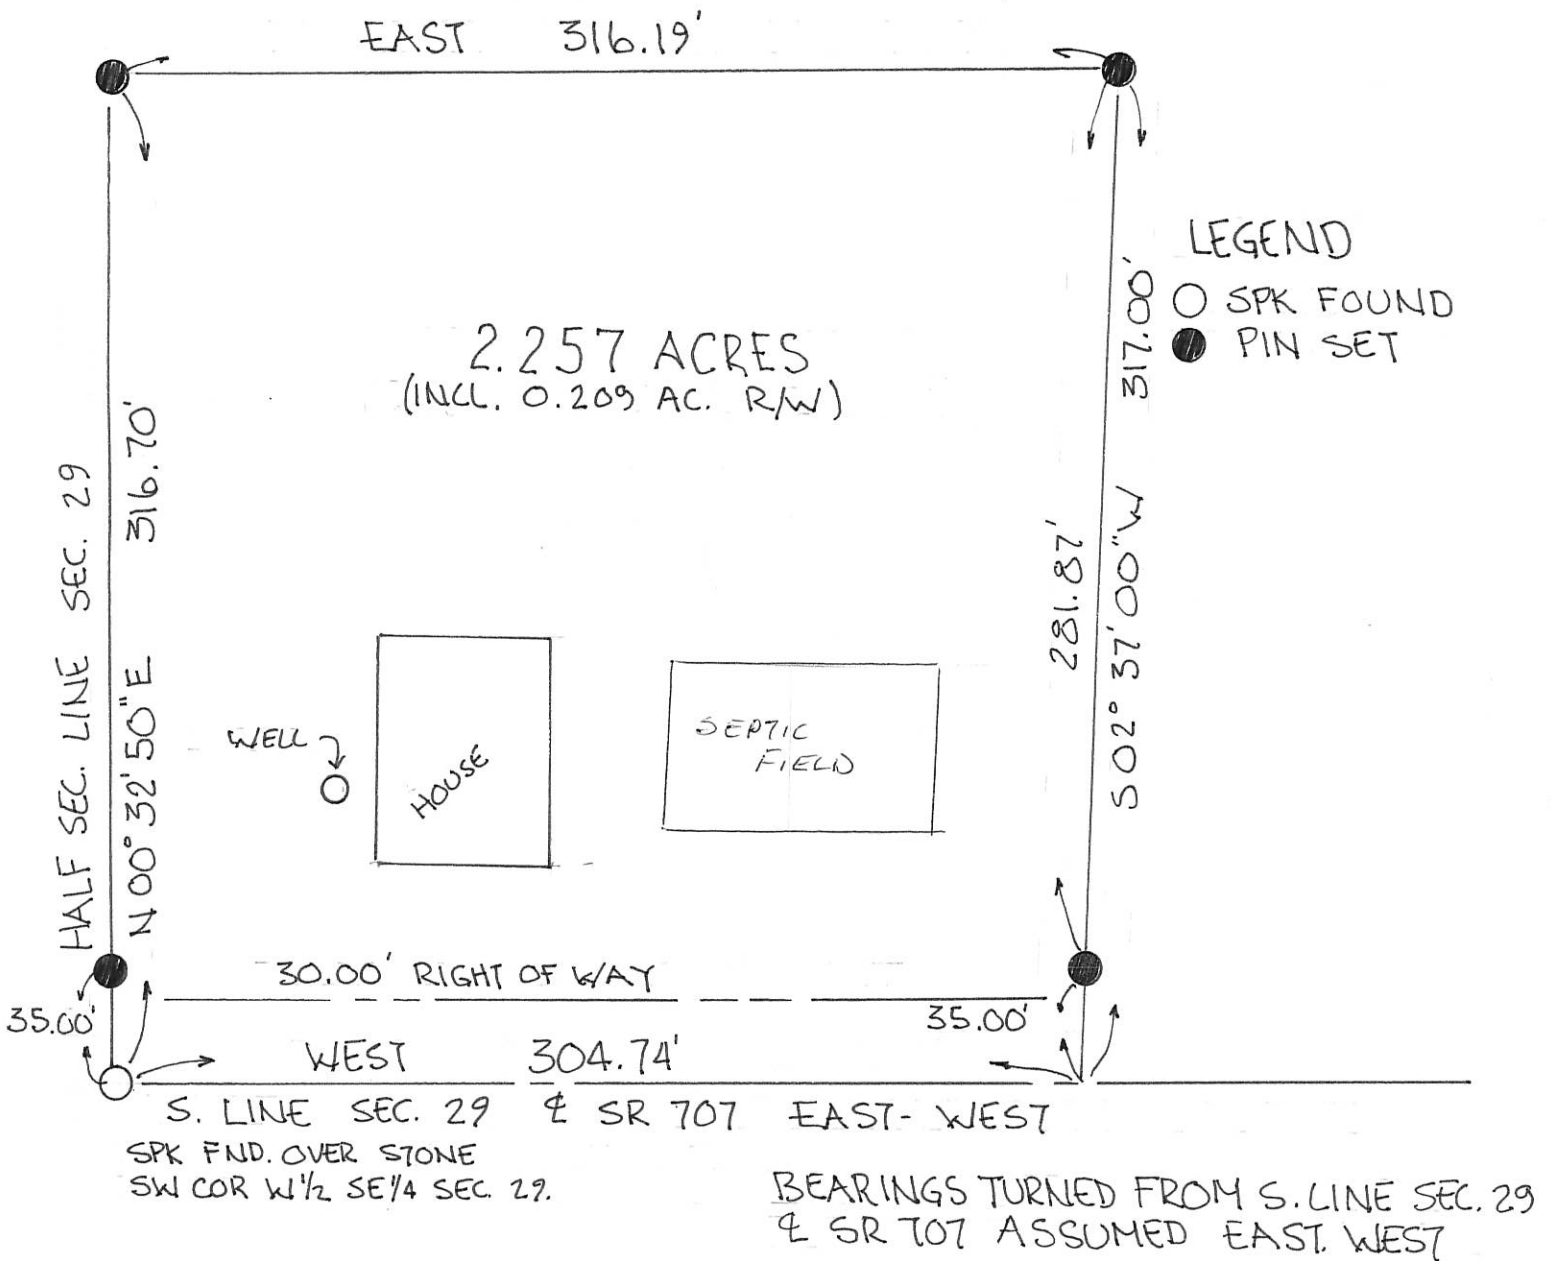 EAST 316.19'
LEGEND
SPK FOUND
PIN SET
2.257 ACRES
(INCL. 0.209 AC. R/W)
HALF SEC. LINE SEC. 29
N 00° 32' 50" E 316.70'
281.87'
S 02° 37' 00" W 317.00'
WELL
HOUSE
SEPTIC
FIELD
30.00' RIGHT OF WAY
35.00'
35.00'
WEST 304.74'
S. LINE SEC. 29 ℄ SR 707 EAST-WEST
SPK FND. OVER STONE
SW COR W1/2 SE1/4 SEC. 29.
BEARINGS TURNED FROM S. LINE SEC. 29
℄ SR 707 ASSUMED EAST. WEST